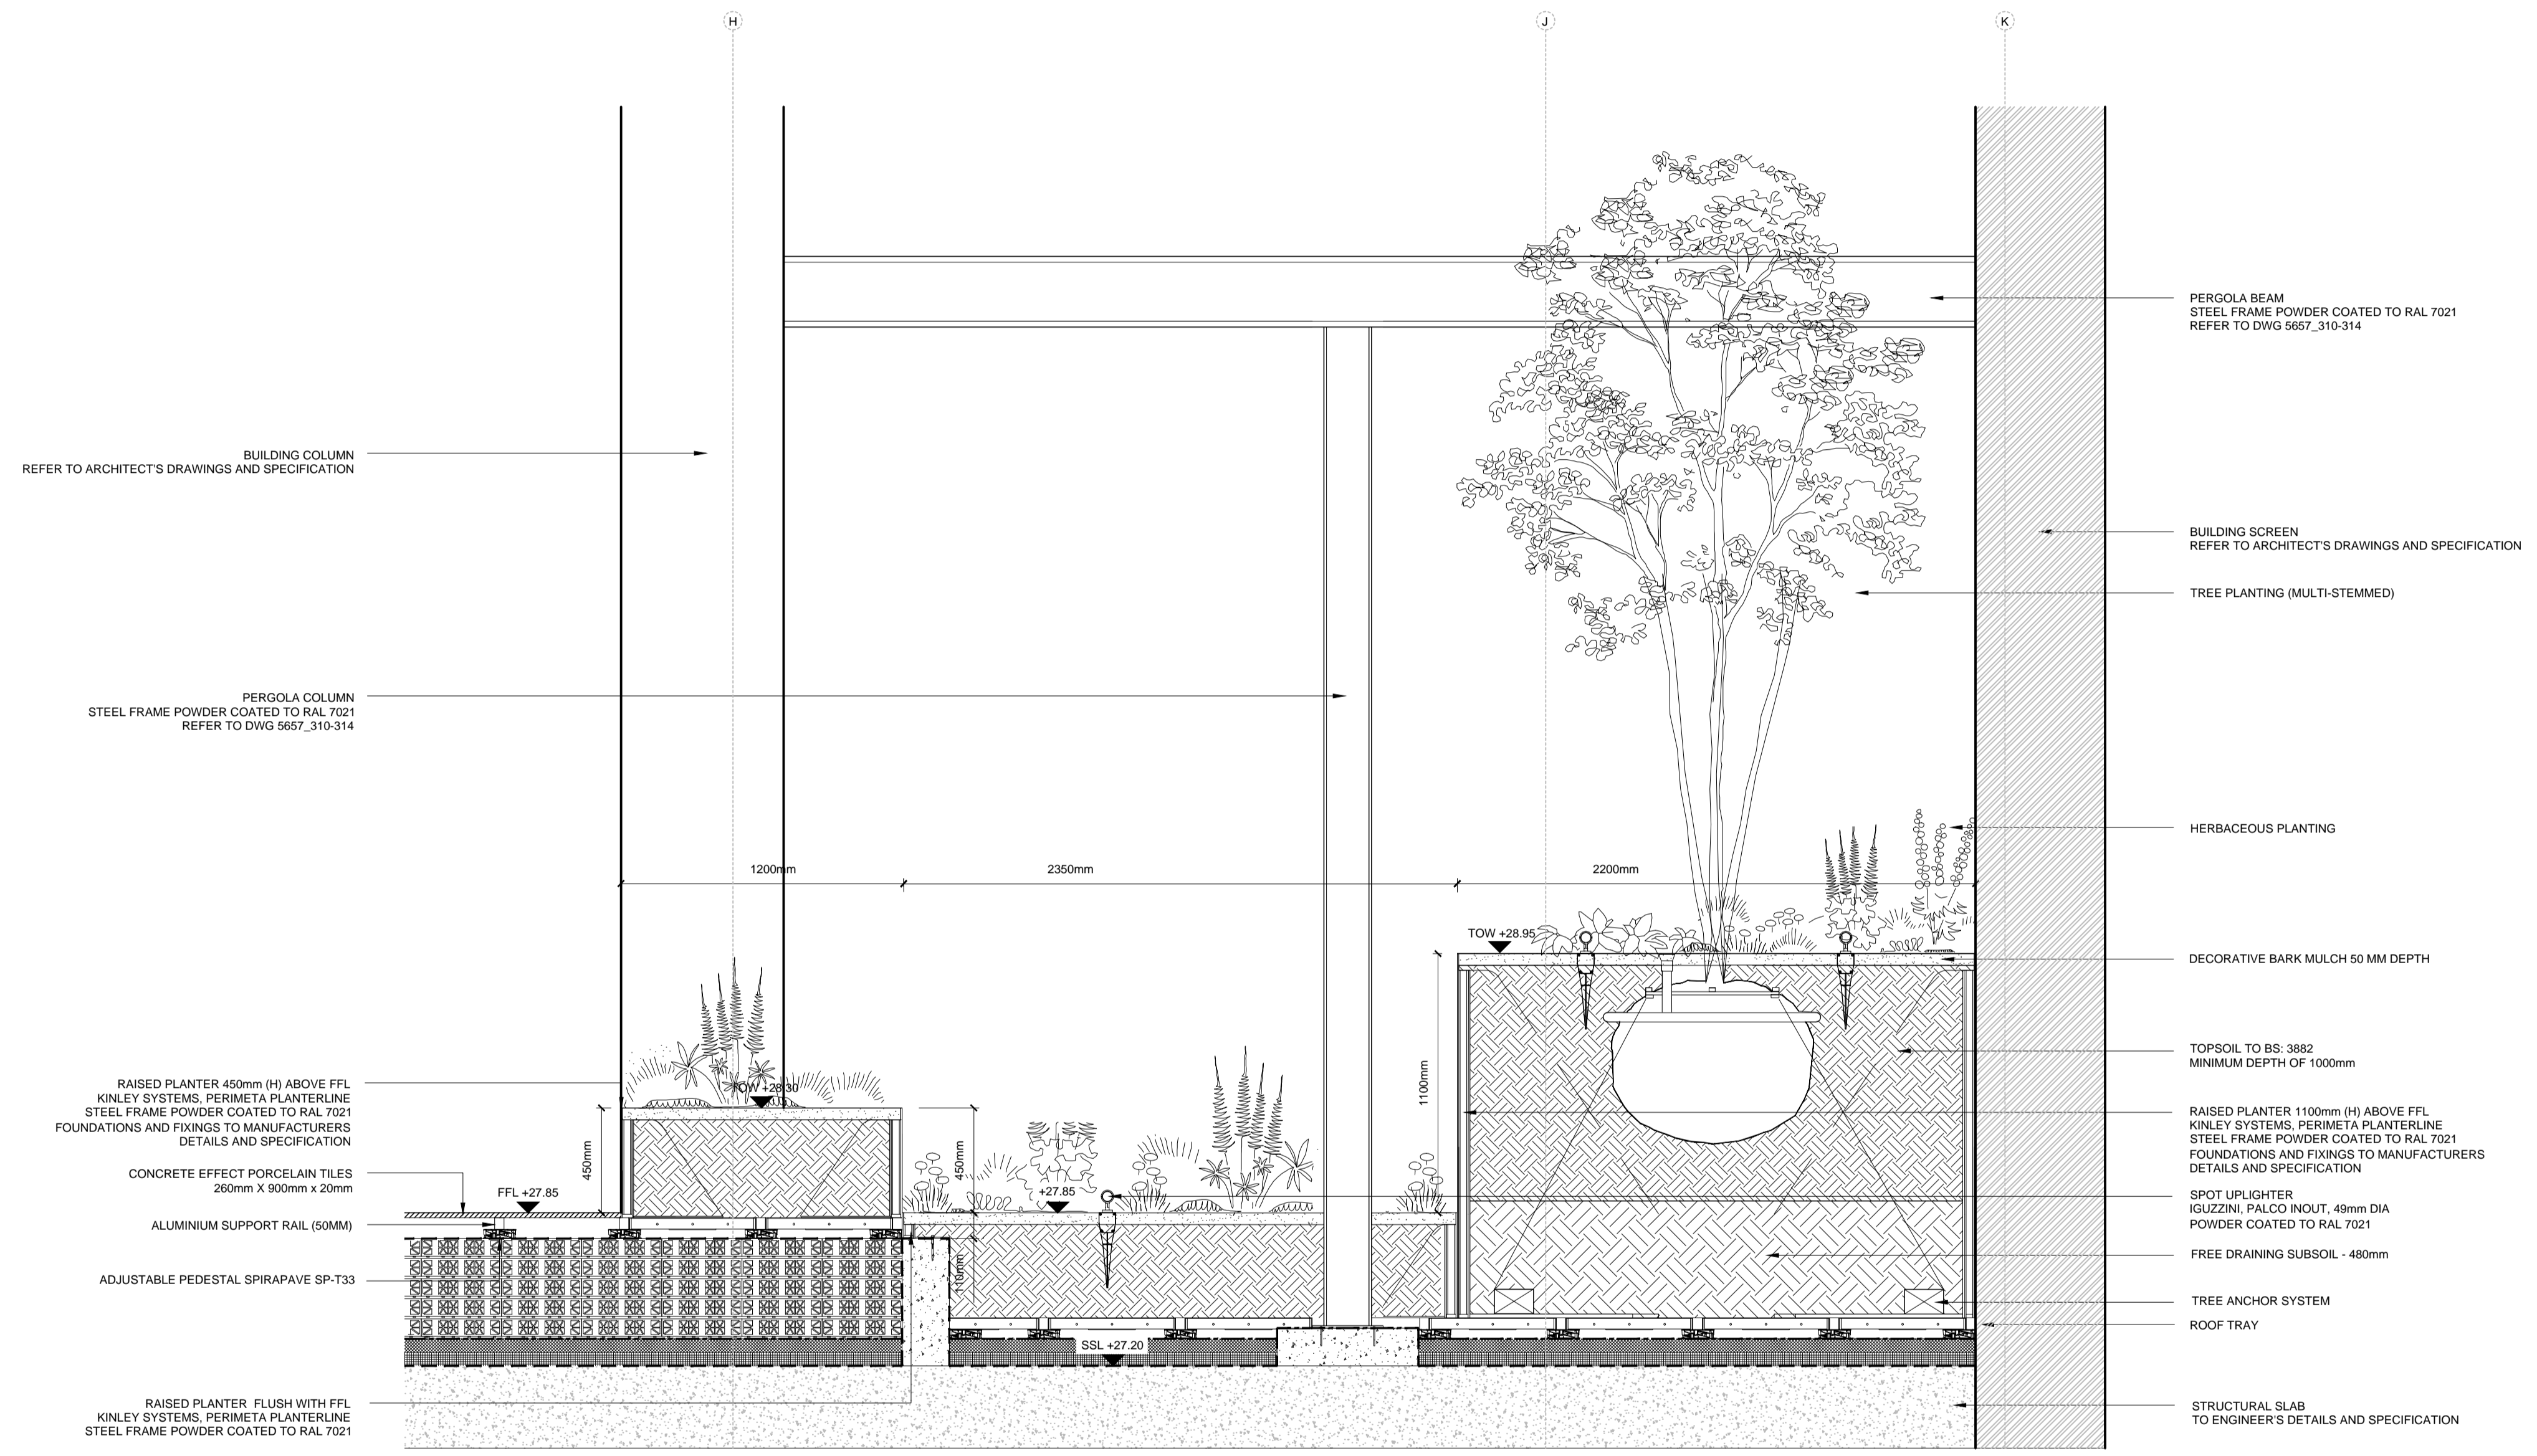 H
J
K
BUILDING COLUMN
REFER TO ARCHITECT'S DRAWINGS AND SPECIFICATION
PERGOLA COLUMN
STEEL FRAME POWDER COATED TO RAL 7021
REFER TO DWG 5657_310-314
RAISED PLANTER 450mm (H) ABOVE FFL
KINLEY SYSTEMS, PERIMETA PLANTERLINE
STEEL FRAME POWDER COATED TO RAL 7021
FOUNDATIONS AND FIXINGS TO MANUFACTURERS
DETAILS AND SPECIFICATION
CONCRETE EFFECT PORCELAIN TILES
260mm X 900mm x 20mm
ALUMINIUM SUPPORT RAIL (50MM)
ADJUSTABLE PEDESTAL SPIRAPAVE SP-T33
RAISED PLANTER FLUSH WITH FFL
KINLEY SYSTEMS, PERIMETA PLANTERLINE
STEEL FRAME POWDER COATED TO RAL 7021
1200mm
2350mm
2200mm
TOW +28.95
TOW +28.30
1100mm
450mm
450mm
FFL +27.85
+27.85
110mm
SSL +27.20
PERGOLA BEAM
STEEL FRAME POWDER COATED TO RAL 7021
REFER TO DWG 5657_310-314
BUILDING SCREEN
REFER TO ARCHITECT'S DRAWINGS AND SPECIFICATION
TREE PLANTING (MULTI-STEMMED)
HERBACEOUS PLANTING
DECORATIVE BARK MULCH 50 MM DEPTH
TOPSOIL TO BS: 3882
MINIMUM DEPTH OF 1000mm
RAISED PLANTER 1100mm (H) ABOVE FFL
KINLEY SYSTEMS, PERIMETA PLANTERLINE
STEEL FRAME POWDER COATED TO RAL 7021
FOUNDATIONS AND FIXINGS TO MANUFACTURERS
DETAILS AND SPECIFICATION
SPOT UPLIGHTER
IGUZZINI, PALCO INOUT, 49mm DIA
POWDER COATED TO RAL 7021
FREE DRAINING SUBSOIL - 480mm
TREE ANCHOR SYSTEM
ROOF TRAY
STRUCTURAL SLAB
TO ENGINEER'S DETAILS AND SPECIFICATION